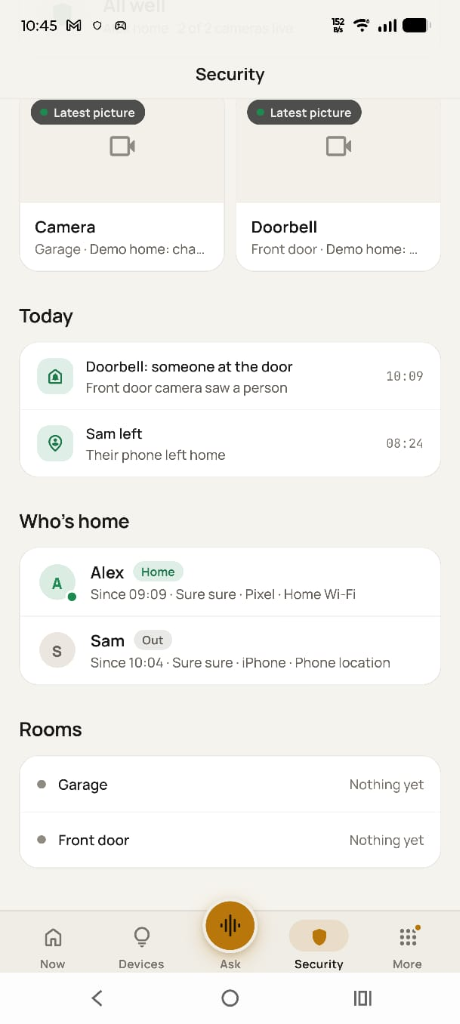 10:45
152 B/s
All well
Security
Latest picture
Latest picture
Camera
Garage · Demo home: cha...
Doorbell
Front door · Demo home: ...
Today
Doorbell: someone at the door
Front door camera saw a person
10:09
Sam left
Their phone left home
08:24
Who's home
A
Alex
Home
Since 09:09 · Sure sure · Pixel · Home Wi-Fi
S
Sam
Out
Since 10:04 · Sure sure · iPhone · Phone location
Rooms
Garage
Nothing yet
Front door
Nothing yet
Now
Devices
Ask
Security
More